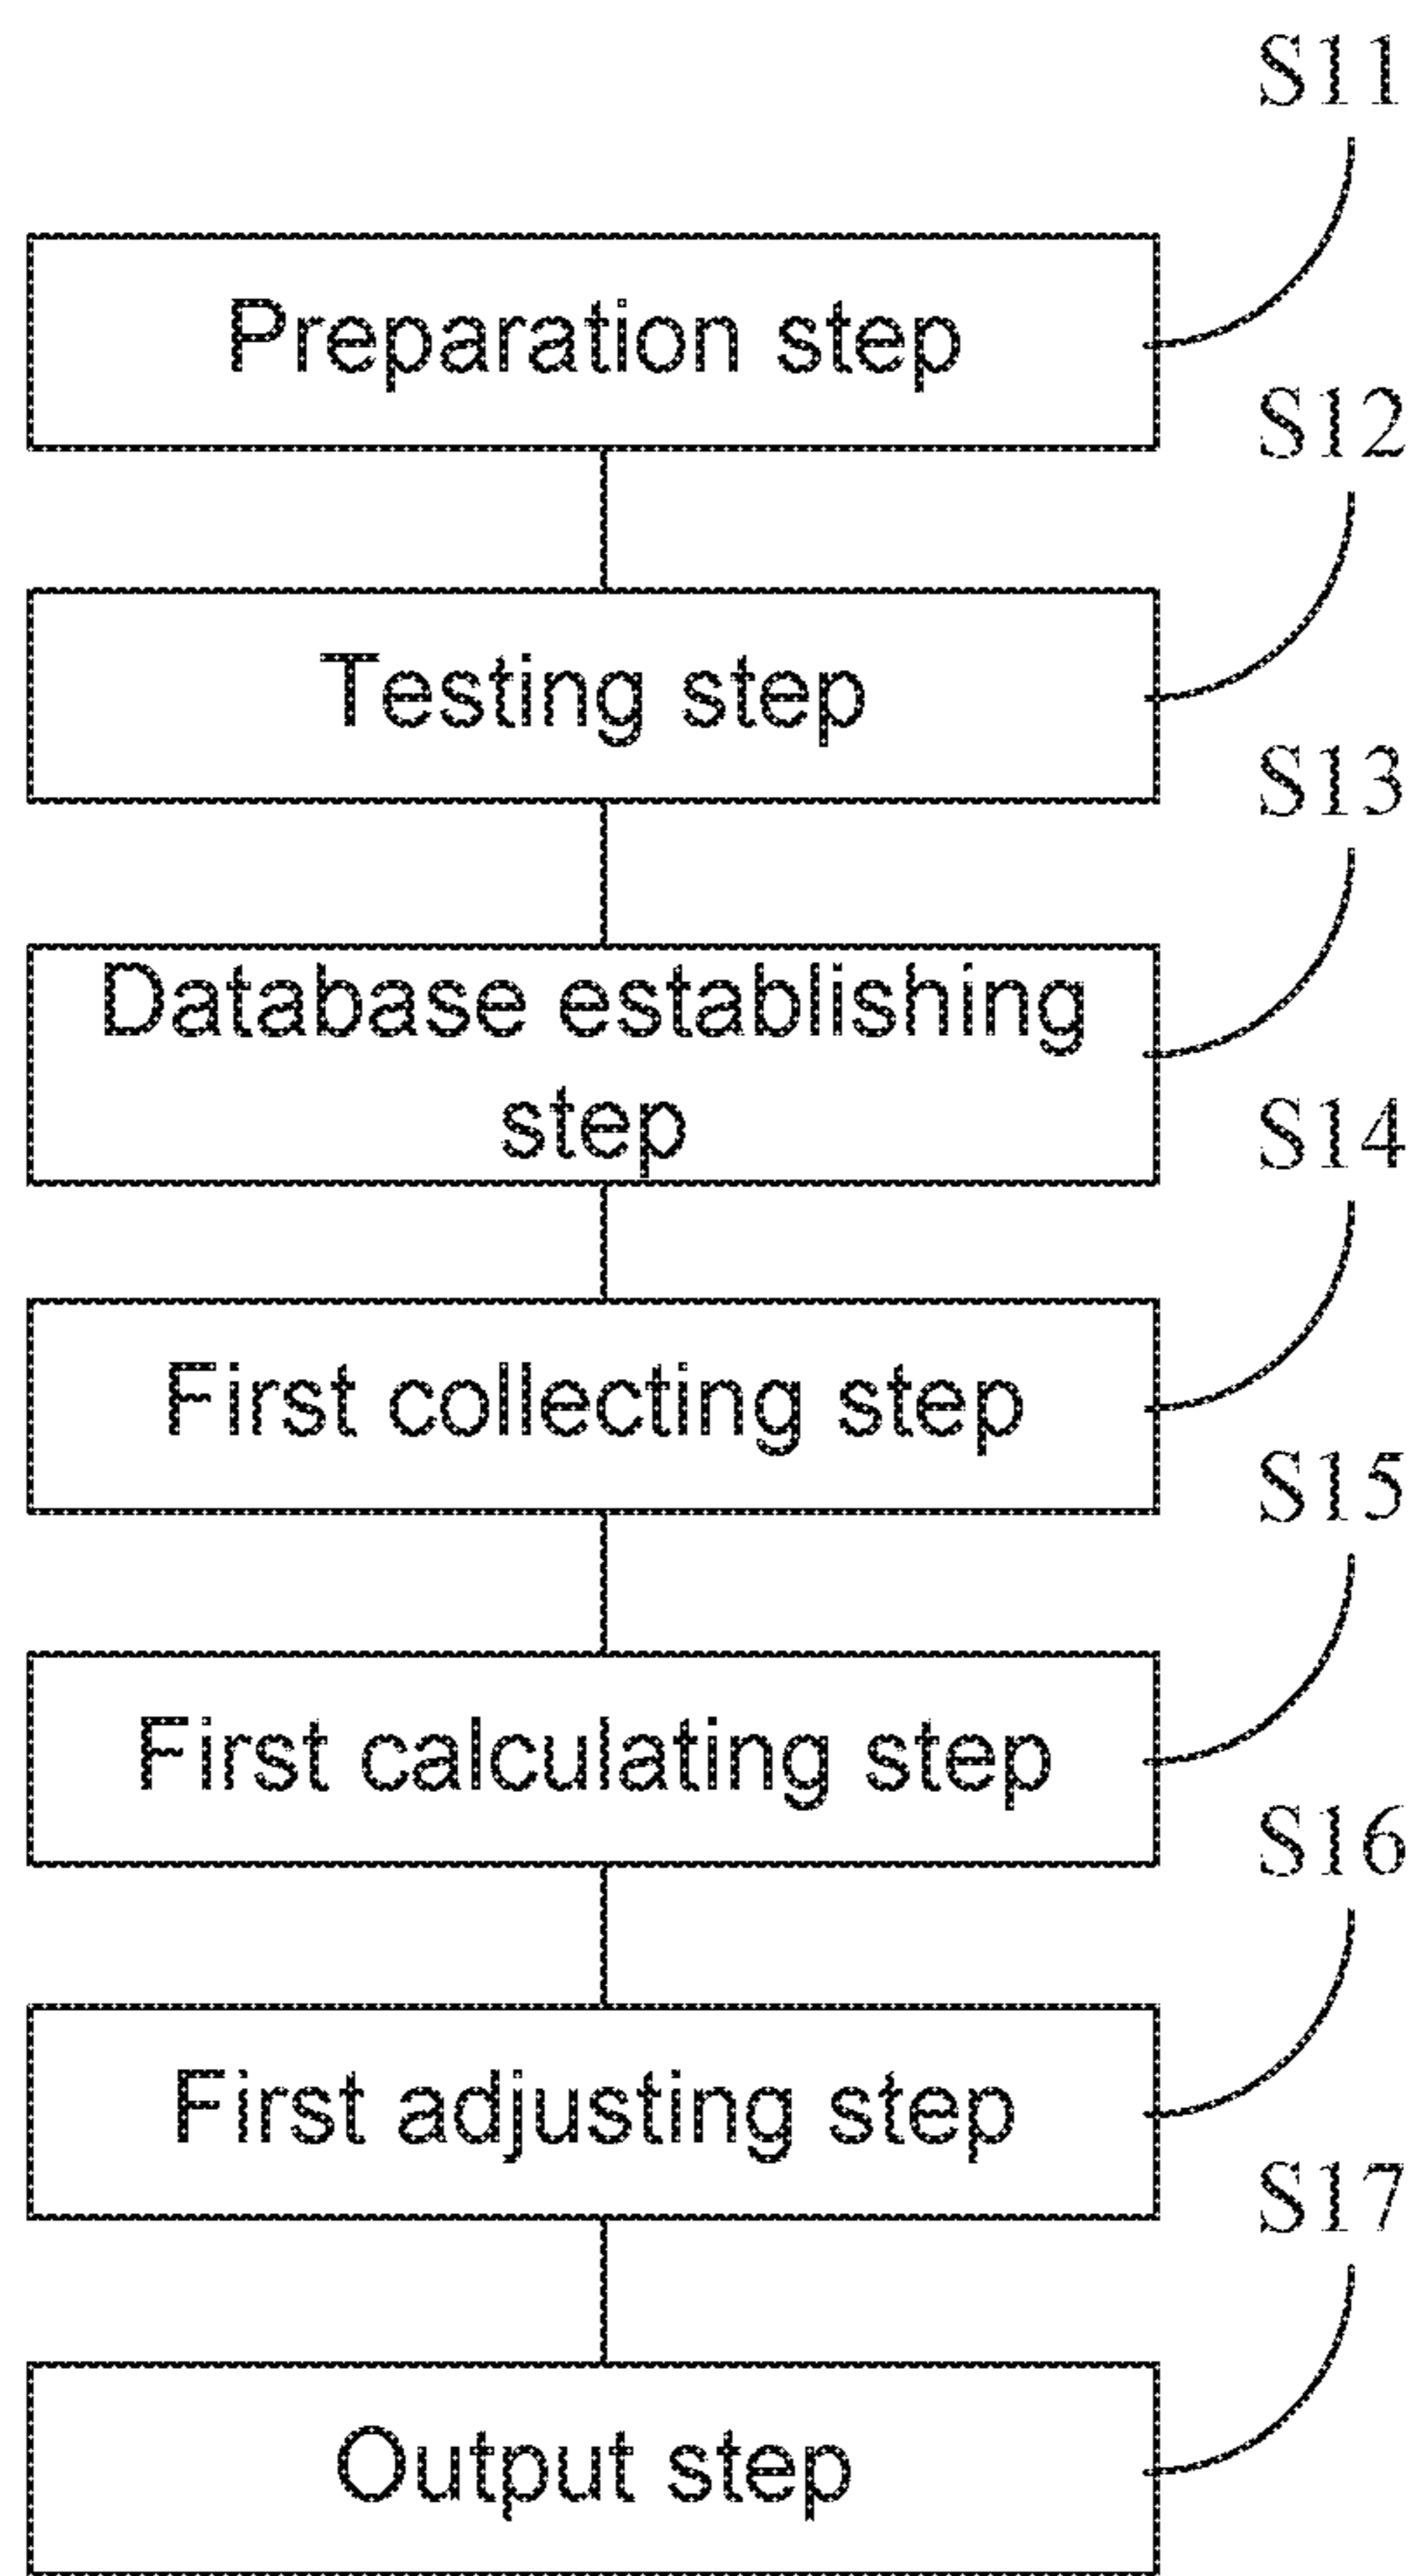 S11
Preparation step
S12
Testing step
S13
Database establishing
step
S14
First collecting step
S15
First calculating step
S16
First adjusting step
S17
Output step